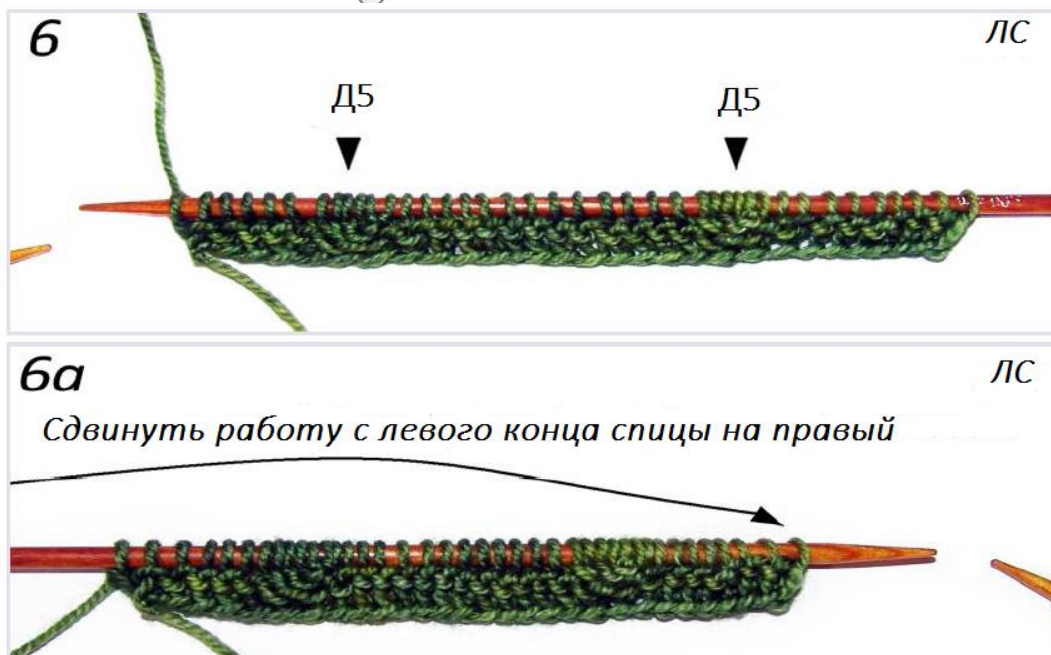 6
ЛС
Д5 Д5
6а
ЛС
Сдвинуть работу с левого конца спицы на правый